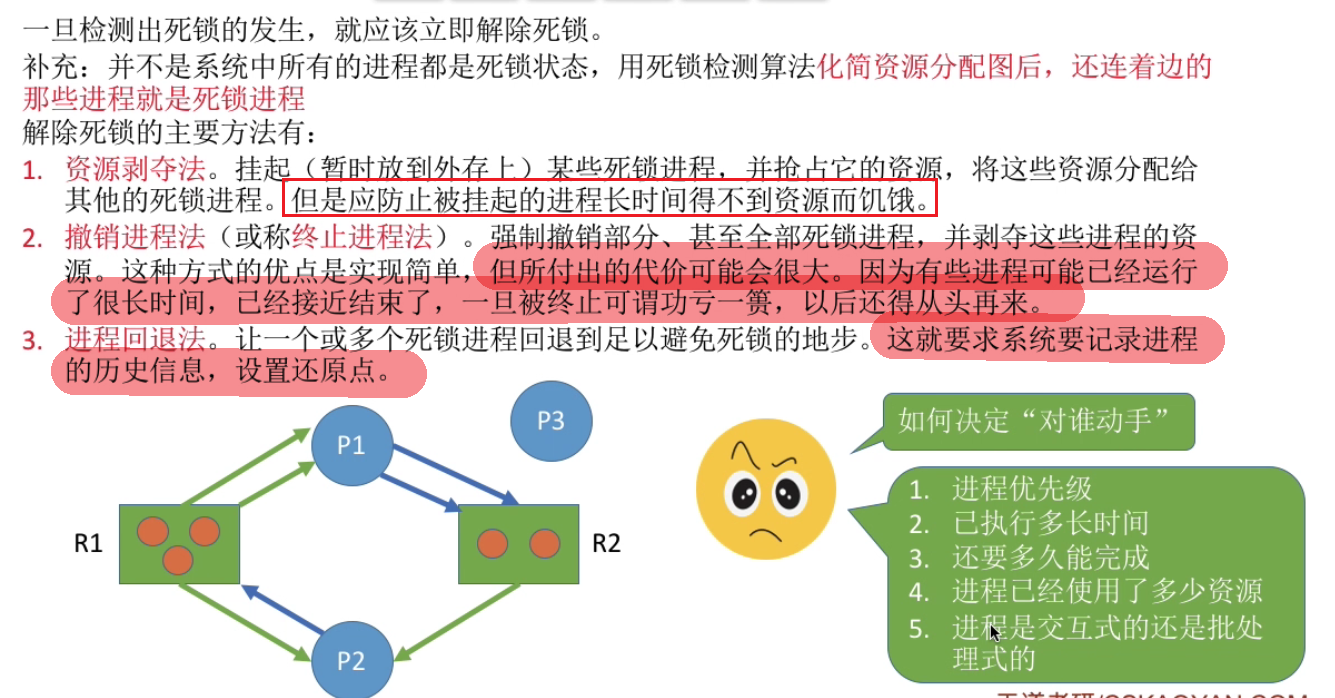 一旦检测出死锁的发生，就应该立即解除死锁。
补充：并不是系统中所有的进程都是死锁状态，用死锁检测算法化简资源分配图后，还连着边的
那些进程就是死锁进程
解除死锁的主要方法有：
1. 资源剥夺法。挂起（暂时放到外存上）某些死锁进程，并抢占它的资源，将这些资源分配给
其他的死锁进程。但是应防止被挂起的进程长时间得不到资源而饥饿。
2. 撤销进程法（或称终止进程法）。强制撤销部分、甚至全部死锁进程，并剥夺这些进程的资
源。这种方式的优点是实现简单，但所付出的代价可能会很大。因为有些进程可能已经运行
了很长时间，已经接近结束了，一旦被终止可谓功亏一篑，以后还得从头再来。
3. 进程回退法。让一个或多个死锁进程回退到足以避免死锁的地步。这就要求系统要记录进程
的历史信息，设置还原点。
P1
P3
R1
R2
P2
如何决定“对谁动手”
1. 进程优先级
2. 已执行多长时间
3. 还要多久能完成
4. 进程已经使用了多少资源
5. 进程是交互式的还是批处
理式的